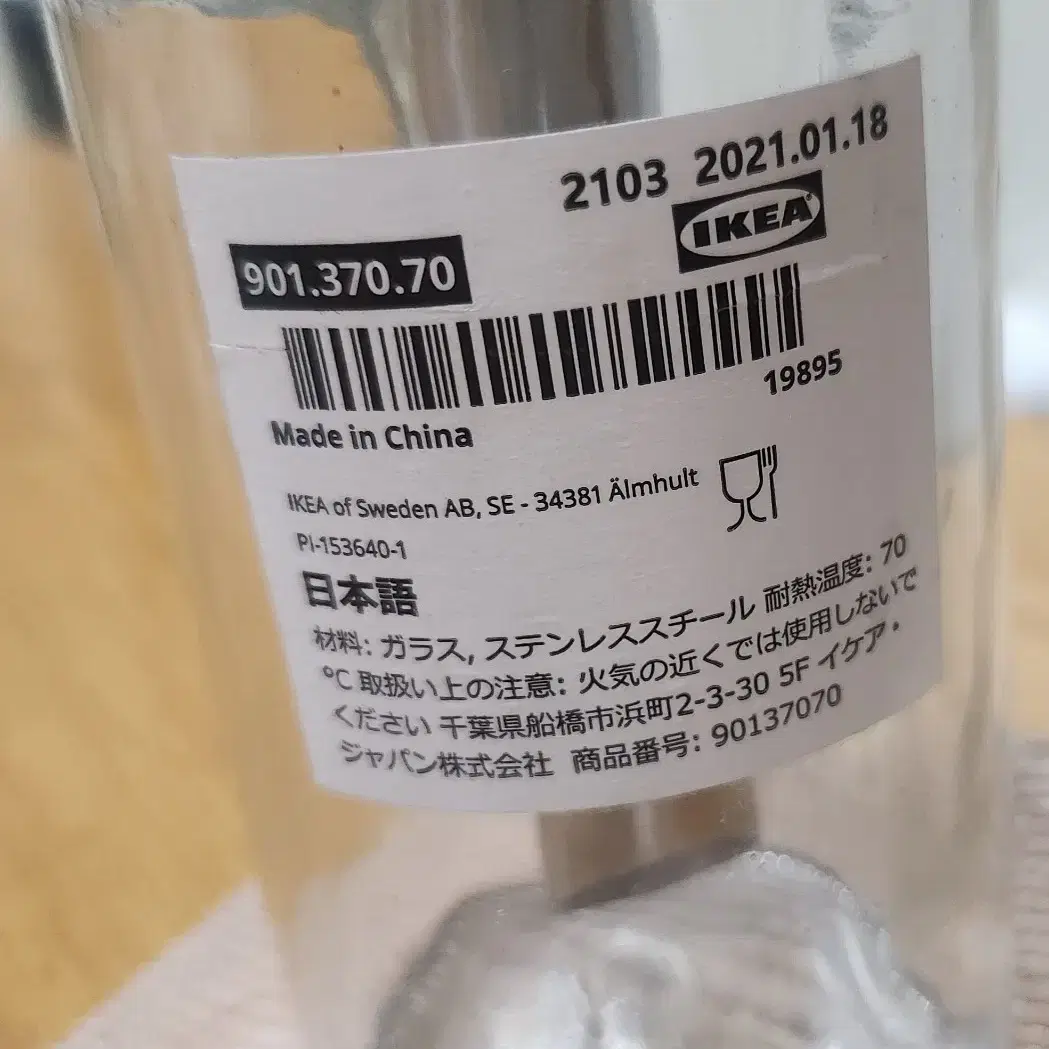 2103 2021.01.18
IKEA
901.370.70
19895
Made in China
IKEA of Sweden AB, SE - 34381 Älmhult
PI-153640-1
日本語
材料: ガラス, ステンレススチール 耐熱温度: 70
°C 取扱い上の注意: 火気の近くでは使用しないで
ください 千葉県船橋市浜町2-3-30 5F イケア・
ジャパン株式会社 商品番号: 90137070